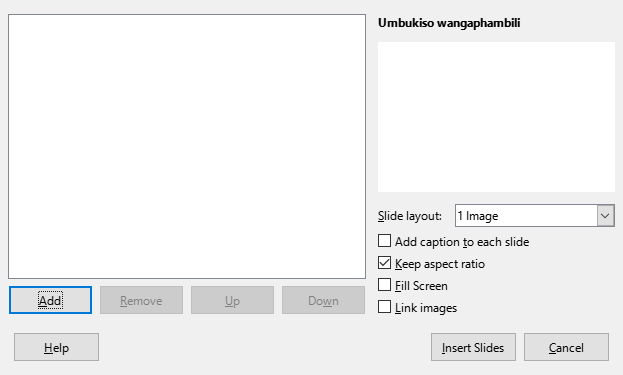 Umbukiso wangaphambili
Slide layout: 1 Image
Add caption to each slide
Keep aspect ratio
Fill Screen
Link images
Add Remove Up Down
Help Insert Slides Cancel